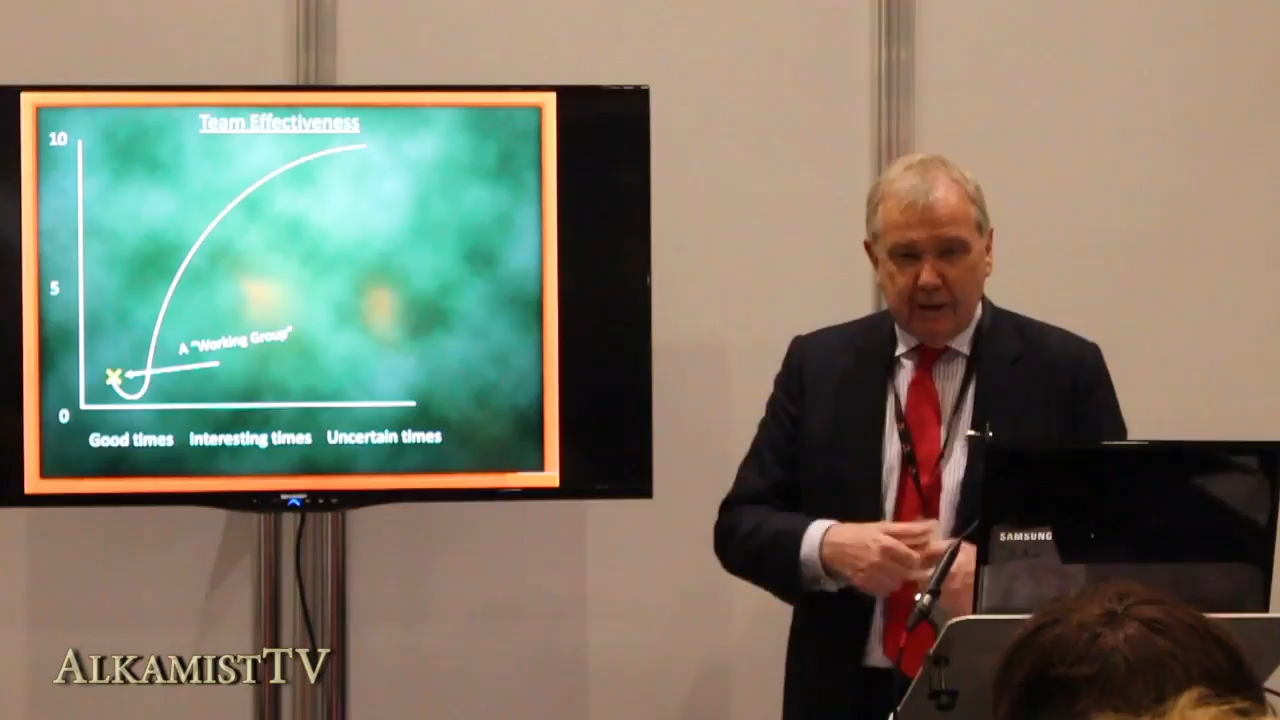 Team Effectiveness
10
5
A "Working Group"
0
Good times Interesting times Uncertain times
SAMSUNG
ALKAMISTTV